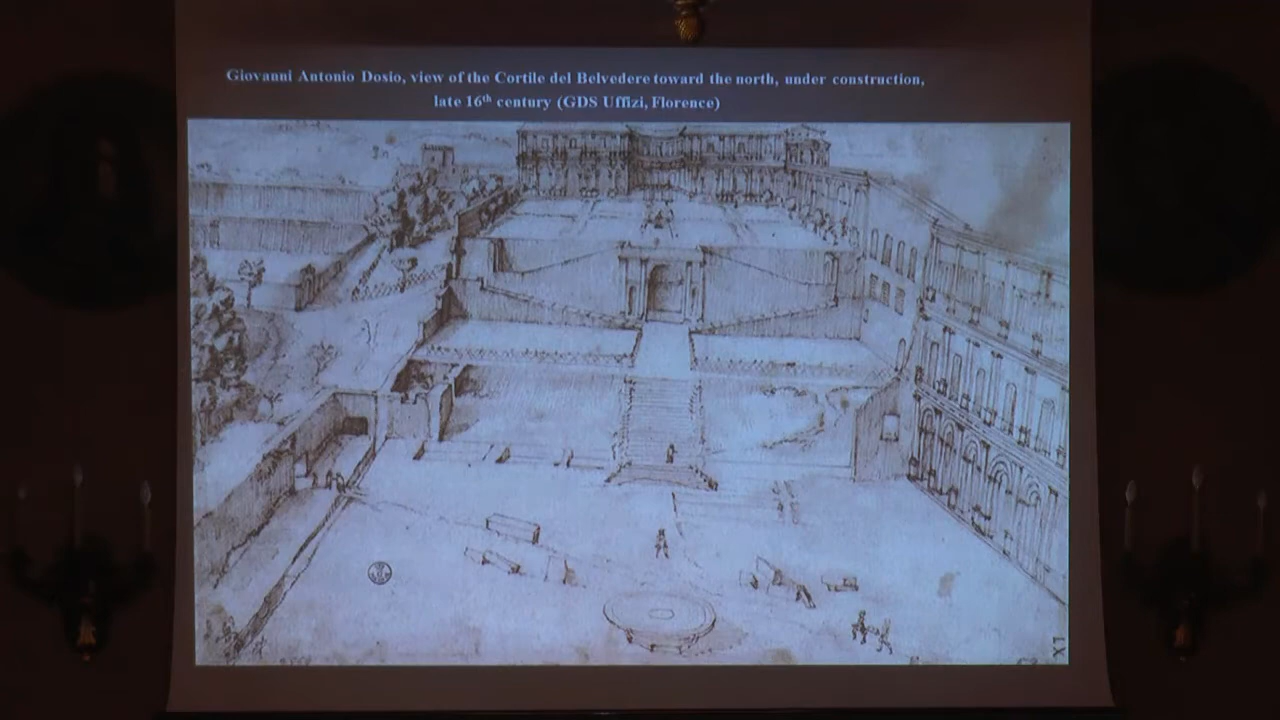 Giovanni Antonio Dosio, view of the Cortile del Belvedere toward the north, under construction,
late 16th century (GDS Uffizi, Florence)
XI